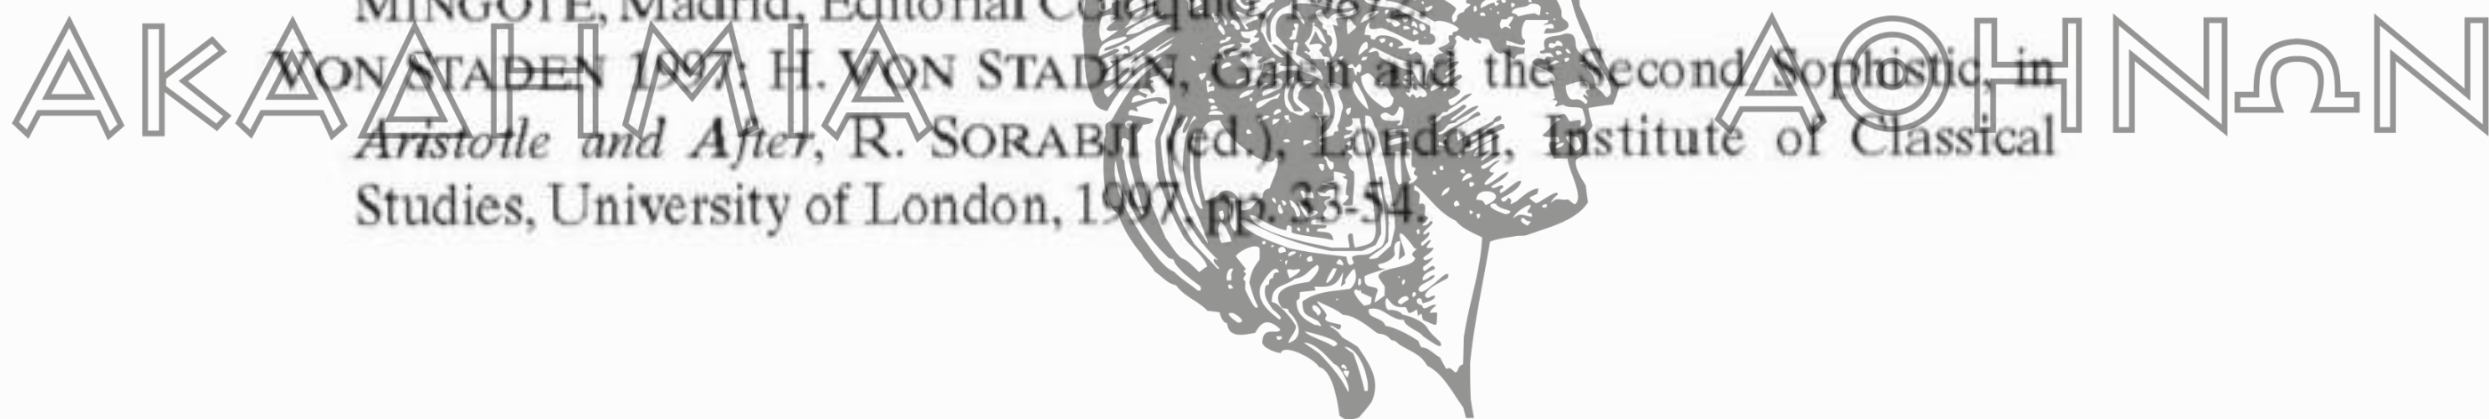 MINGOTE, Madrid, Editorial Coloquio, 1987².
ΑΚΑΔΗΜΙΑ ΑΘΗΝΩΝ
VON STADEN 1997: H. VON STADEN, Galen and the Second Sophistic, in
Aristotle and After, R. SORABJI (ed.), London, Institute of Classical
Studies, University of London, 1997, pp. 33-54.